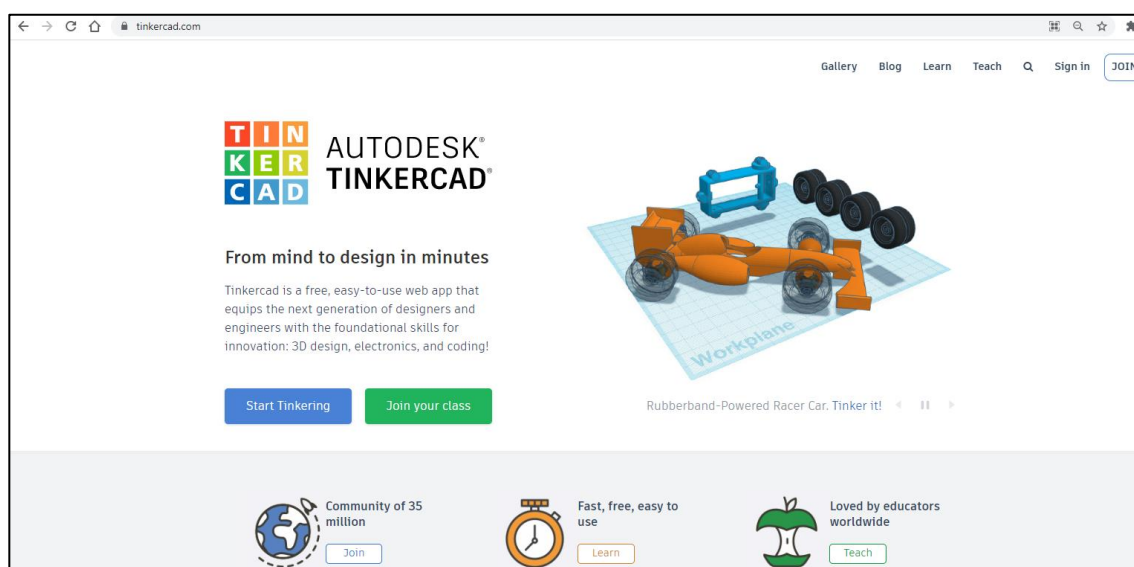 tinkercad.com
Gallery Blog Learn Teach Sign in JOIN
TIN
KER
CAD
AUTODESK®
TINKERCAD®
From mind to design in minutes
Tinkercad is a free, easy-to-use web app that
equips the next generation of designers and
engineers with the foundational skills for
innovation: 3D design, electronics, and coding!
Start Tinkering Join your class
Workplane
Rubberband-Powered Racer Car. Tinker it!
Community of 35
million
Join
Fast, free, easy to
use
Learn
Loved by educators
worldwide
Teach